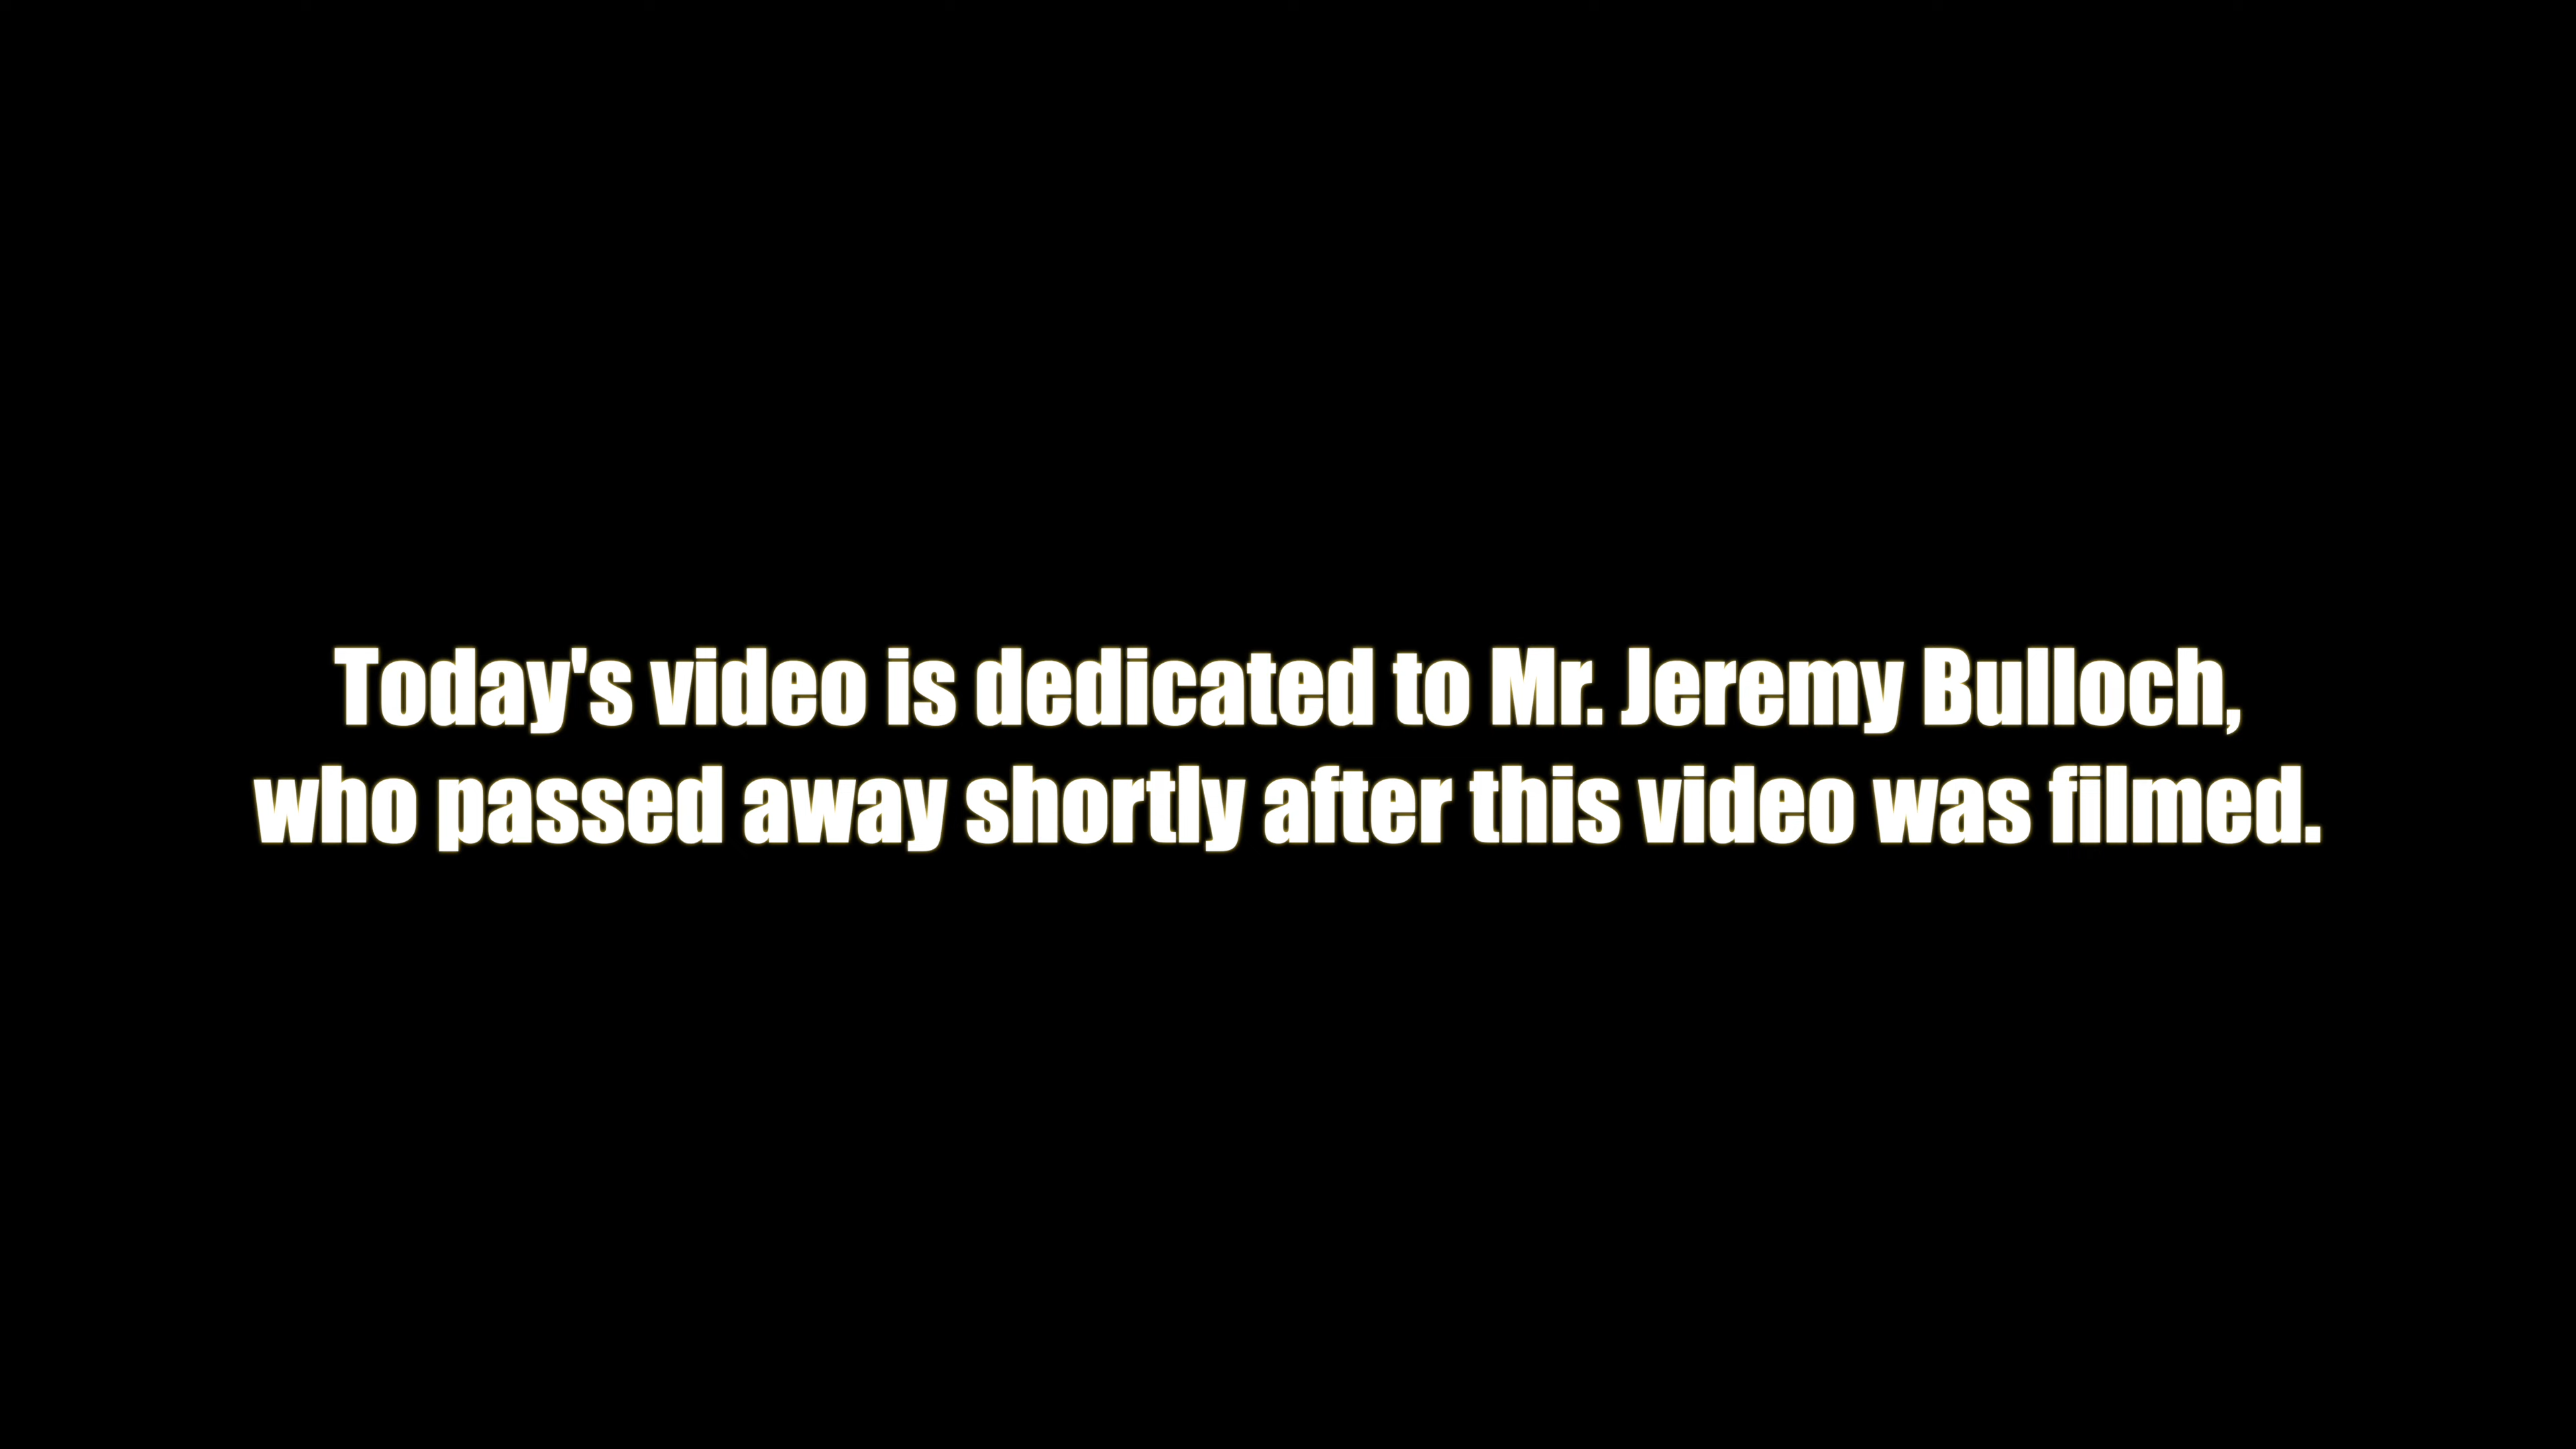 Today's video is dedicated to Mr. Jeremy Bulloch,
who passed away shortly after this video was filmed.